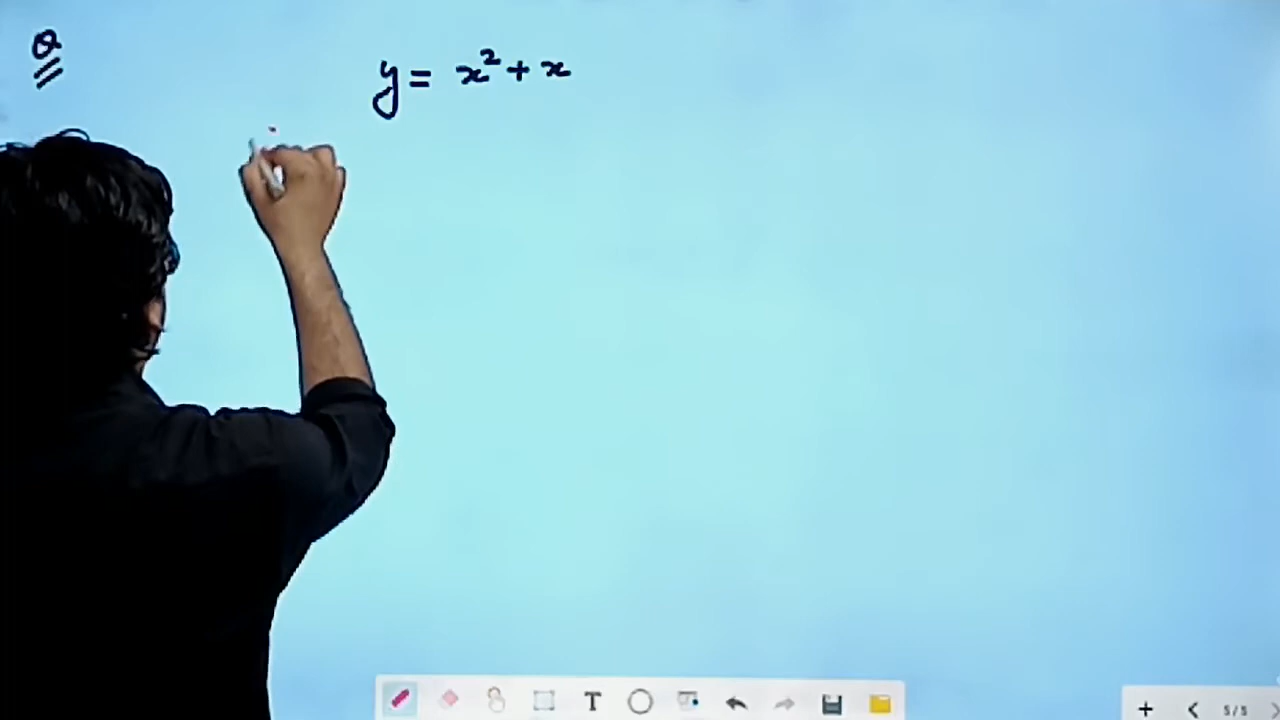 Q
y = x² + x
T
5/5